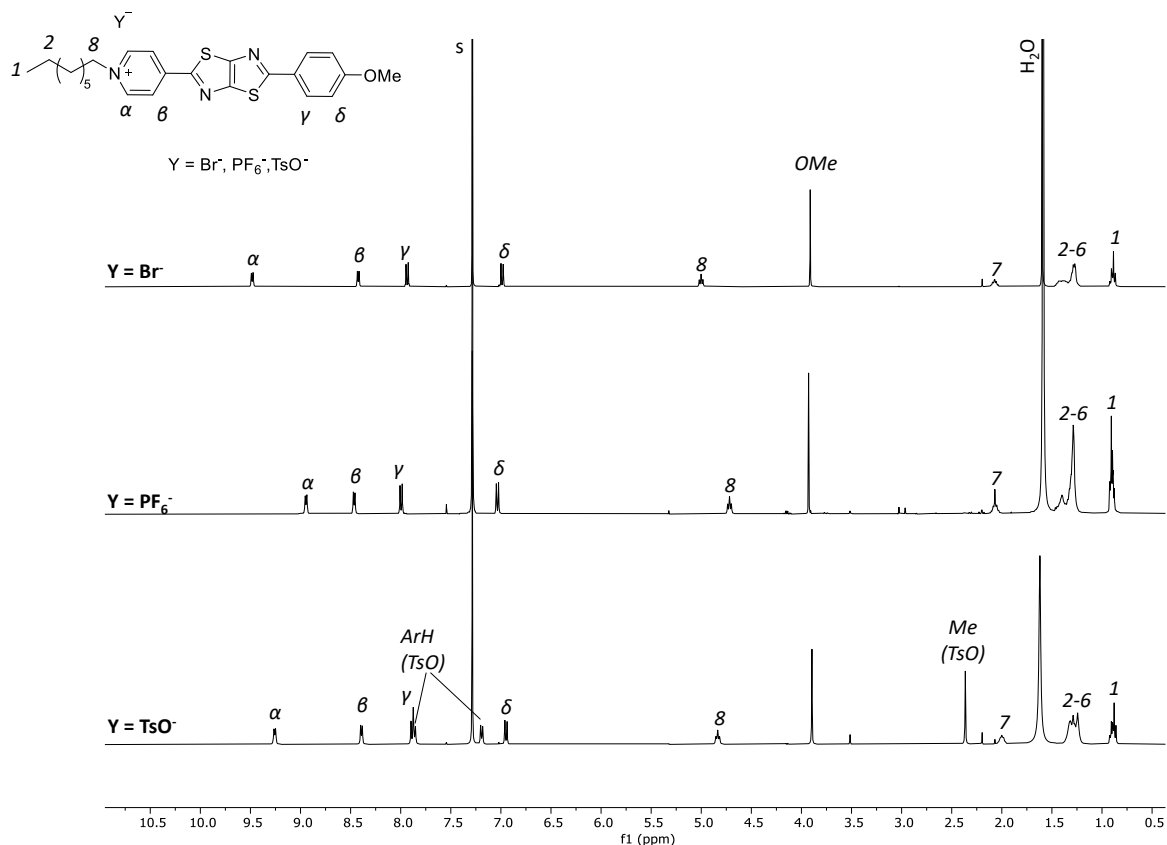 Y⁻
2
8
1
5
N
+
S
N
N
S
OMe
α
β
γ
δ
Y = Br⁻, PF₆⁻,TsO⁻
s
H₂O
Y = Br⁻
α
β
γ
δ
8
OMe
7
2-6
1
Y = PF₆⁻
α
β
γ
δ
8
7
2-6
1
ArH
(TsO)
Me
(TsO)
Y = TsO⁻
α
β
γ
δ
8
7
2-6
1
10.5 10.0 9.5 9.0 8.5 8.0 7.5 7.0 6.5 6.0 5.5 5.0 4.5 4.0 3.5 3.0 2.5 2.0 1.5 1.0 0.5
f1 (ppm)